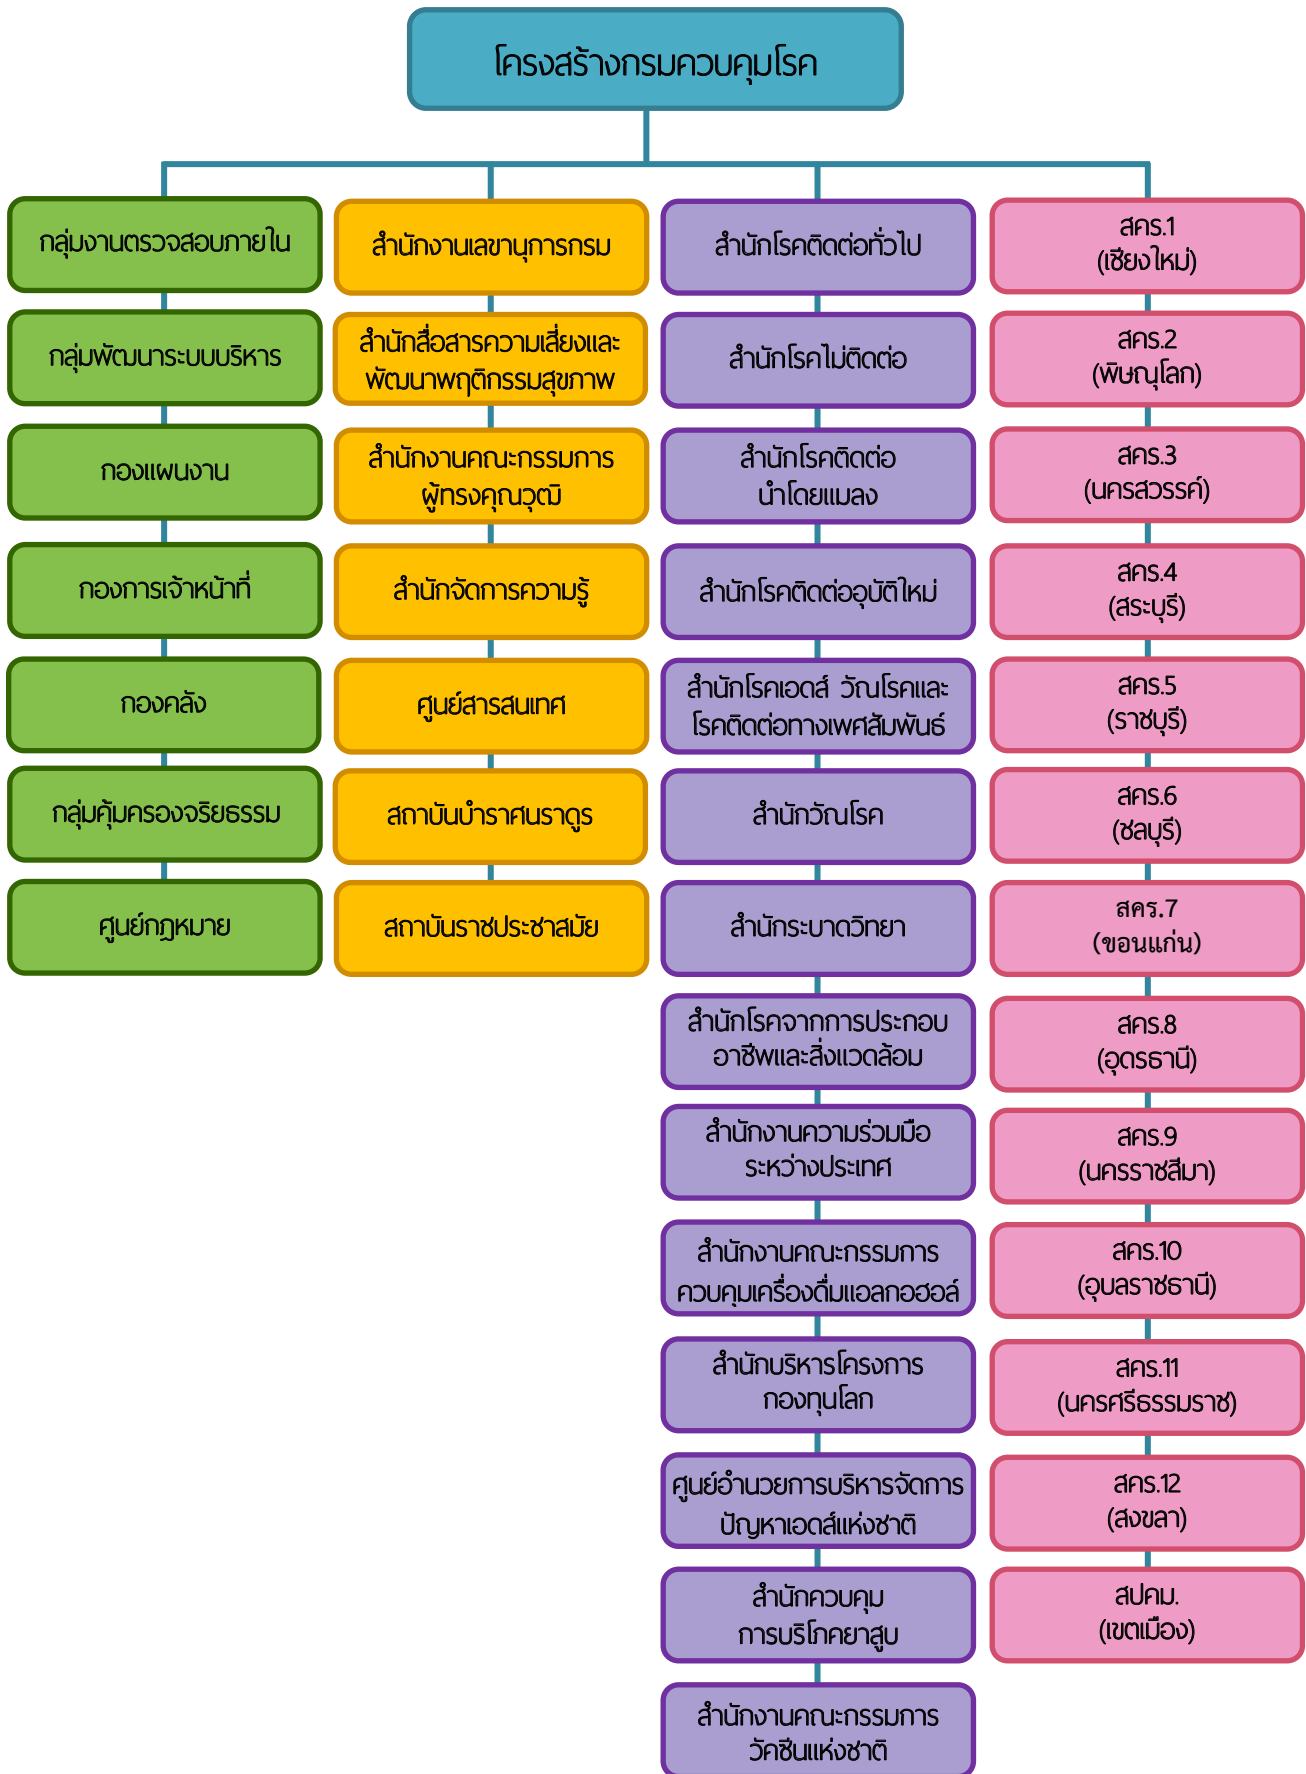 โครงสร้างกรมควบคุมโรค
กลุ่มงานตรวจสอบภายใน
กลุ่มพัฒนาระบบบริหาร
กองแผนงาน
กองการเจ้าหน้าที่
กองคลัง
กลุ่มคุ้มครองจริยธรรม
ศูนย์กฎหมาย
สำนักงานเลขานุการกรม
สำนักสื่อสารความเสี่ยงและ
พัฒนาพฤติกรรมสุขภาพ
สำนักงานคณะกรรมการ
ผู้ทรงคุณวุฒิ
สำนักจัดการความรู้
ศูนย์สารสนเทศ
สถาบันบำราศนราดูร
สถาบันราชประชาสมัย
สำนักโรคติดต่อทั่วไป
สำนักโรคไม่ติดต่อ
สำนักโรคติดต่อ
นำโดยแมลง
สำนักโรคติดต่ออุบัติใหม่
สำนักโรคเอดส์ วัณโรคและ
โรคติดต่อทางเพศสัมพันธ์
สำนักวัณโรค
สำนักระบาดวิทยา
สำนักโรคจากการประกอบ
อาชีพและสิ่งแวดล้อม
สำนักงานความร่วมมือ
ระหว่างประเทศ
สำนักงานคณะกรรมการ
ควบคุมเครื่องดื่มแอลกอฮอล์
สำนักบริหารโครงการ
กองทุนโลก
ศูนย์อำนวยการบริหารจัดการ
ปัญหาเอดส์แห่งชาติ
สำนักควบคุม
การบริโภคยาสูบ
สำนักงานคณะกรรมการ
วัคซีนแห่งชาติ
สคร.1
(เชียงใหม่)
สคร.2
(พิษณุโลก)
สคร.3
(นครสวรรค์)
สคร.4
(สระบุรี)
สคร.5
(ราชบุรี)
สคร.6
(ชลบุรี)
สคร.7
(ขอนแก่น)
สคร.8
(อุดรธานี)
สคร.9
(นครราชสีมา)
สคร.10
(อุบลราชธานี)
สคร.11
(นครศรีธรรมราช)
สคร.12
(สงขลา)
สปคม.
(เขตเมือง)